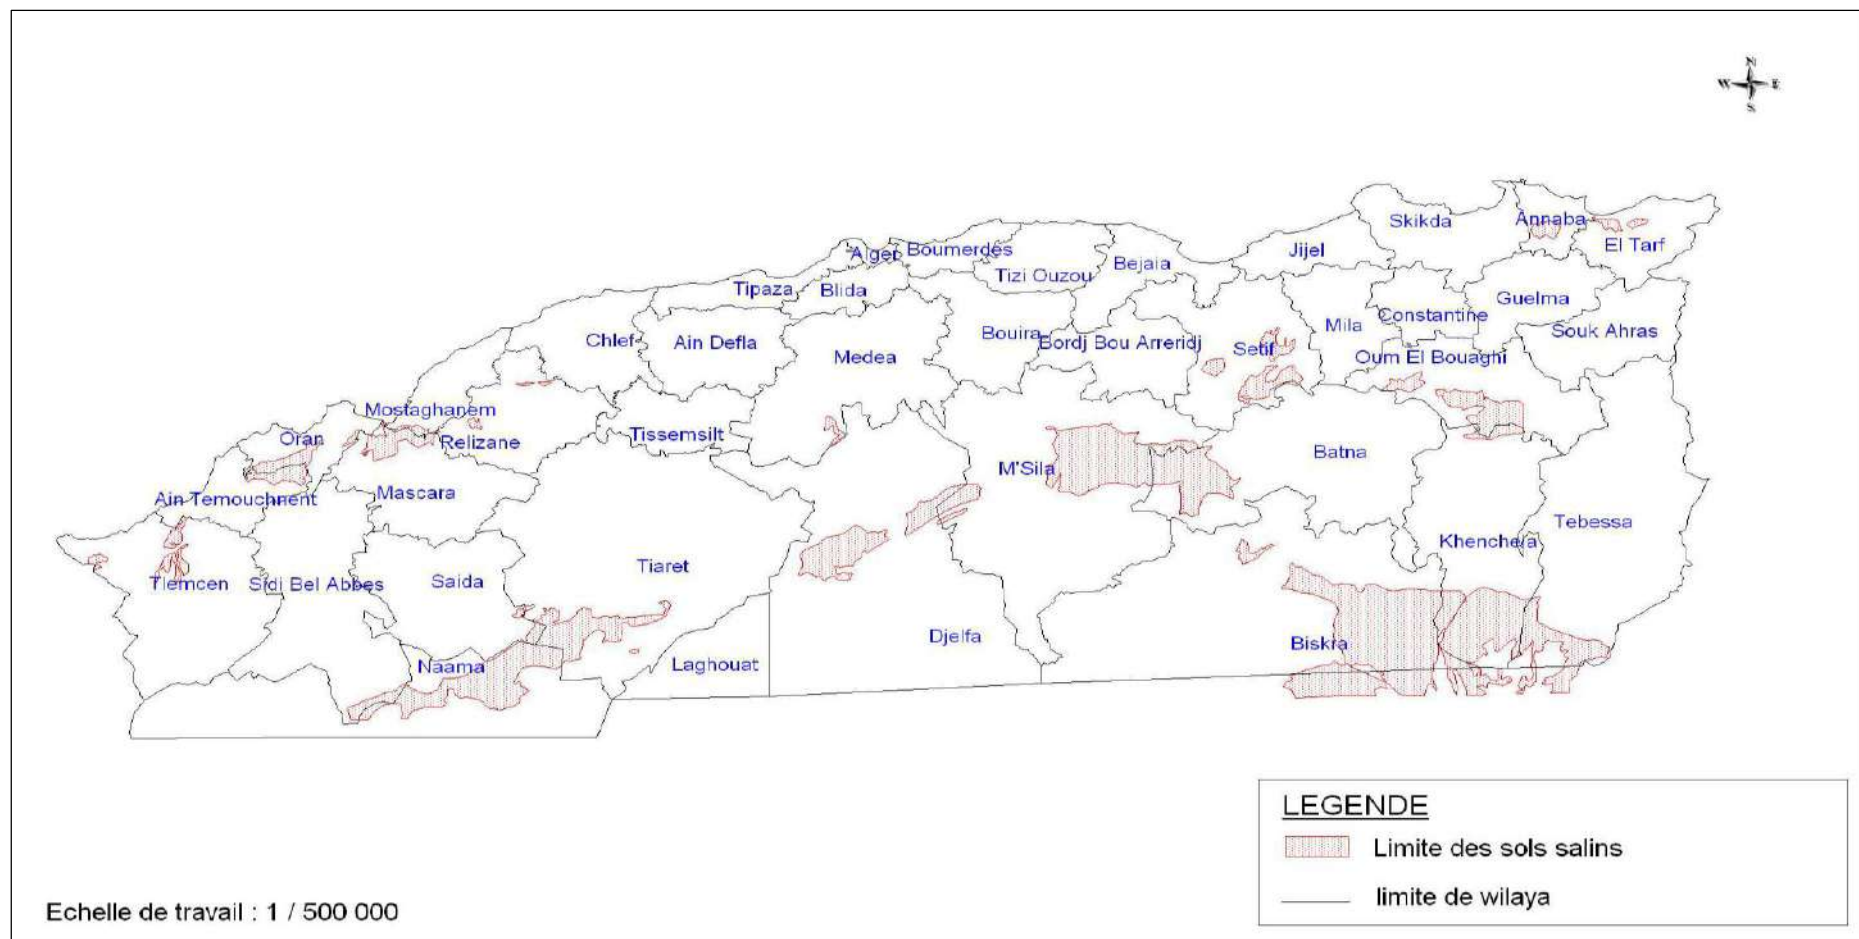 N
W E
S
Skikda
Annaba
El Tarf
Jijel
Alger
Boumerdés
Tizi Ouzou
Bejaia
Tipaza
Blida
Guelma
Constantine
Mila
Souk Ahras
Chlef
Ain Defla
Medea
Bouira
Bordj Bou Arreridj
Setif
Oum El Bouaghi
Mostaghanem
Oran
Relizane
Tissemsilt
M'Sila
Batna
Ain Temouchnent
Mascara
Tebessa
Khenchela
Tlemcen
Sidi Bel Abbes
Saida
Tiaret
Djelfa
Biskra
Naama
Laghouat
LEGENDE
Limite des sols salins
limite de wilaya
Echelle de travail : 1 / 500 000